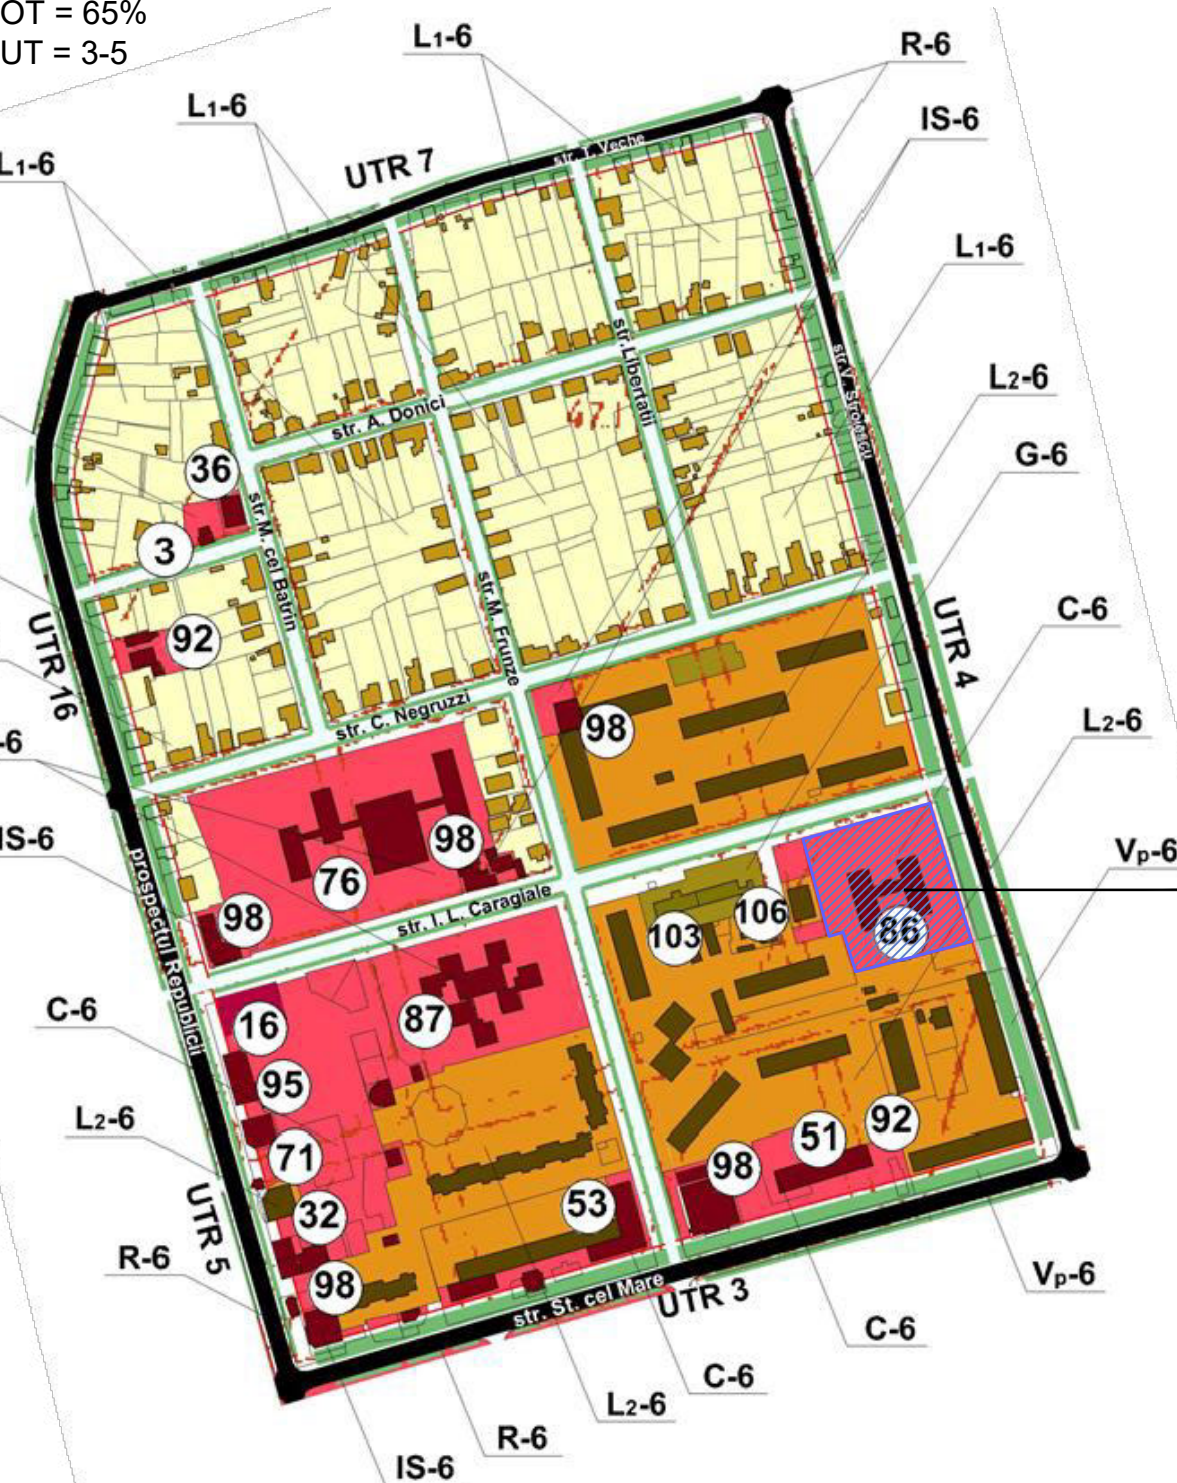 OT = 65%
UT = 3-5
L1-6
R-6
L1-6
IS-6
L1-6
UTR 7
str. T. Veche
L1-6
str. Libertatii
str. V. Stroescu
L2-6
str. A. Donici
47.1
G-6
36
str. M. cel Batrin
3
str. M. Frunze
C-6
UTR 16
92
UTR 4
str. C. Negruzzi
98
L2-6
-6
98
IS-6
76
Vp-6
prospectul Republicii
98
str. I. L. Caragiale
106
103
86
C-6
16
87
95
L2-6
71
92
51
98
32
53
UTR 5
R-6
98
str. St. cel Mare
UTR 3
Vp-6
C-6
C-6
L2-6
R-6
IS-6